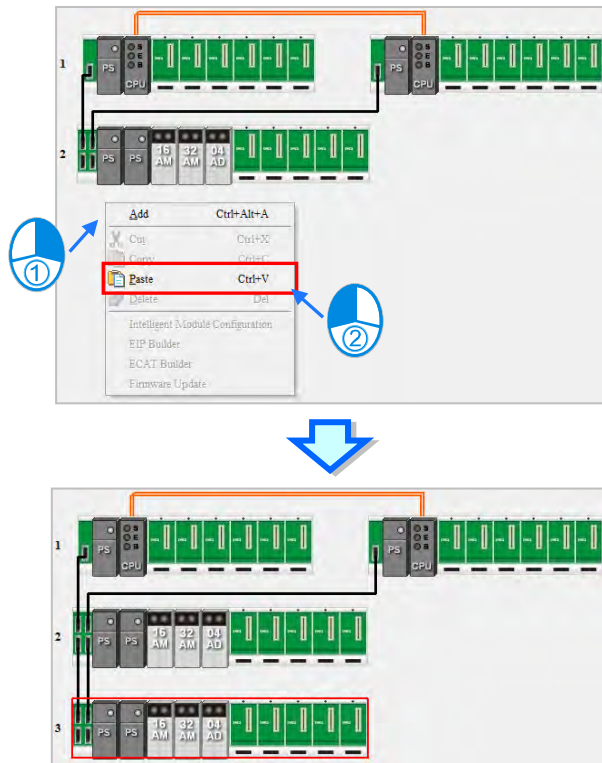 1
PS
S
E
B
CPU
PS
S
E
B
CPU
2
PS PS 16 AM 32 AM 04 AD
Add Ctrl+Alt+A
Cut Ctrl+X
Copy Ctrl+C
Paste Ctrl+V
Delete Del
Intelligent Module Configuration
EIP Builder
ECAT Builder
Firmware Update
1
2
1
PS
S
E
B
CPU
PS
S
E
B
CPU
2
PS PS 16 AM 32 AM 04 AD
3
PS PS 16 AM 32 AM 04 AD